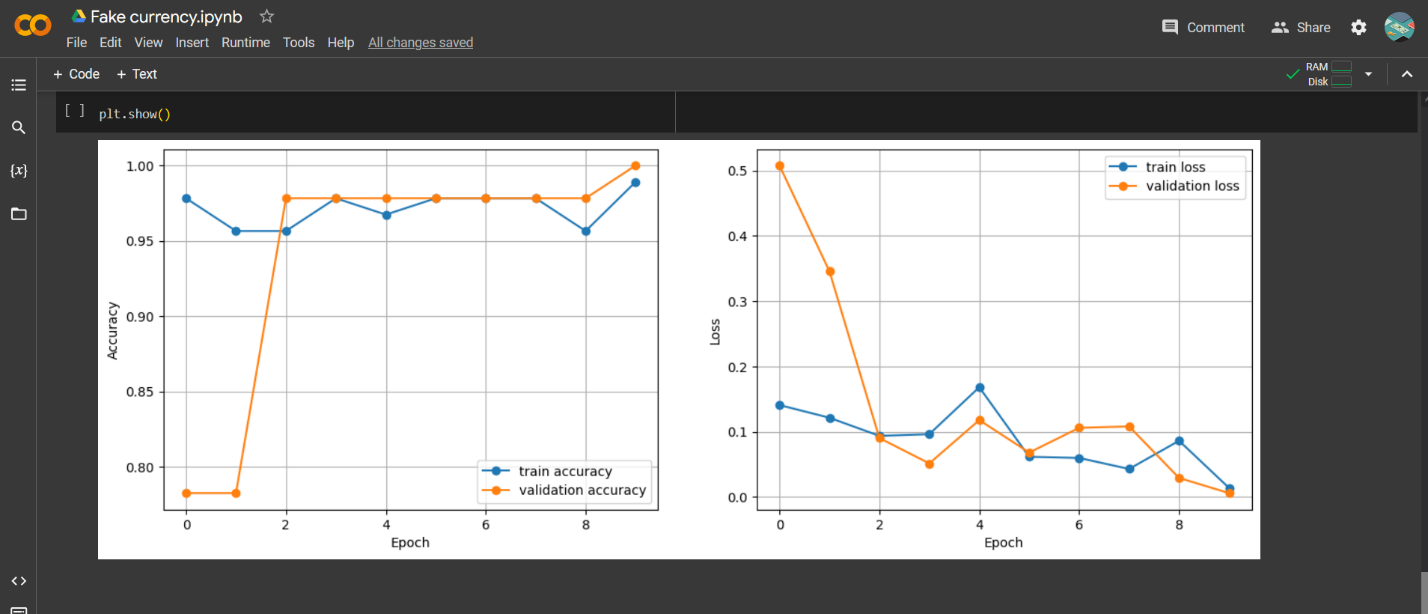 Fake currency.ipynb
File Edit View Insert Runtime Tools Help All changes saved
Comment Share
+ Code + Text
RAM
Disk
[ ] plt.show()
{x}
<>
Accuracy
1.00
0.95
0.90
0.85
0.80
train accuracy
validation accuracy
0 2 4 6 8
Epoch
Loss
0.5
0.4
0.3
0.2
0.1
0.0
train loss
validation loss
0 2 4 6 8
Epoch